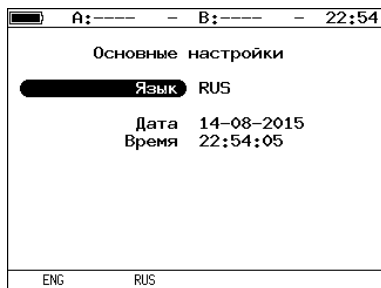 A:---- - B:---- - 22:54
Основные настройки
Язык RUS
Дата 14-08-2015
Время 22:54:05
ENG RUS